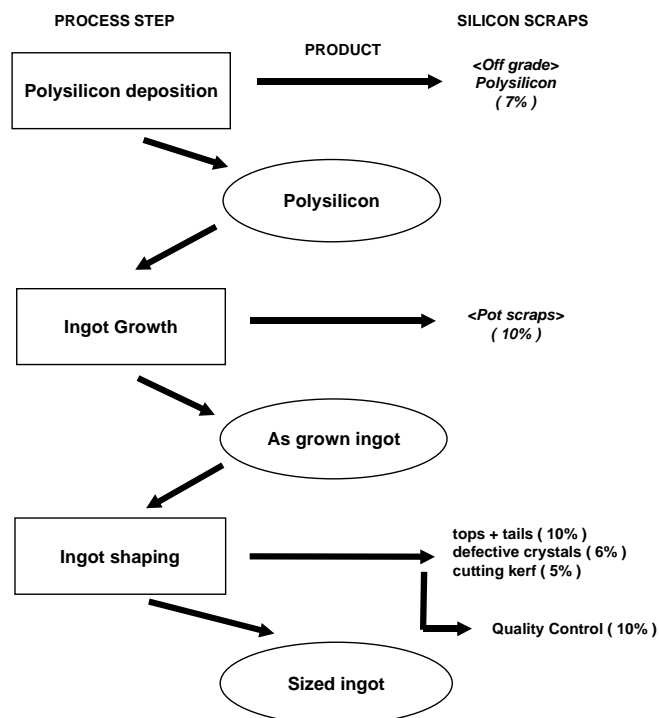 PROCESS STEP
SILICON SCRAPS
PRODUCT
Polysilicon deposition
<Off grade>
Polysilicon
( 7% )
Polysilicon
Ingot Growth
<Pot scraps>
( 10% )
As grown ingot
Ingot shaping
tops + tails ( 10% )
defective crystals ( 6% )
cutting kerf ( 5% )
Quality Control ( 10% )
Sized ingot